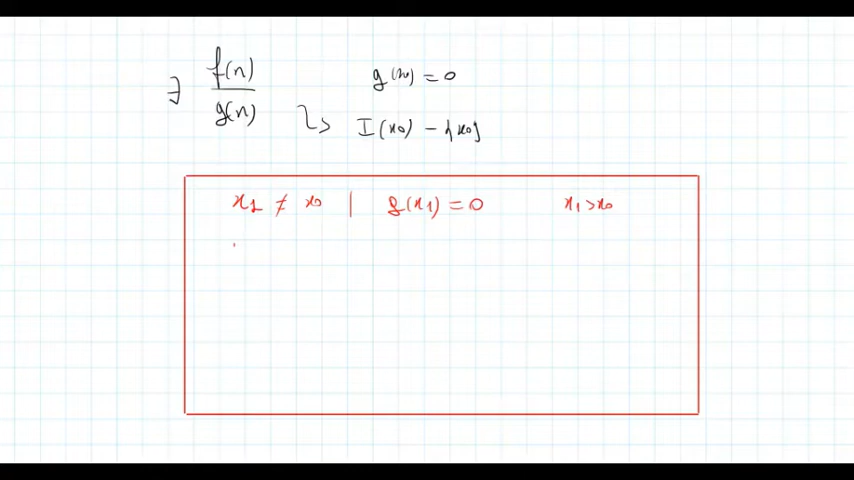 ∃ f(x)/g(x) g(x₀) = 0
↳ I(x₀) - {x₀}
x₁ ≠ x₀ | g(x₁) = 0 x₁ > x₀